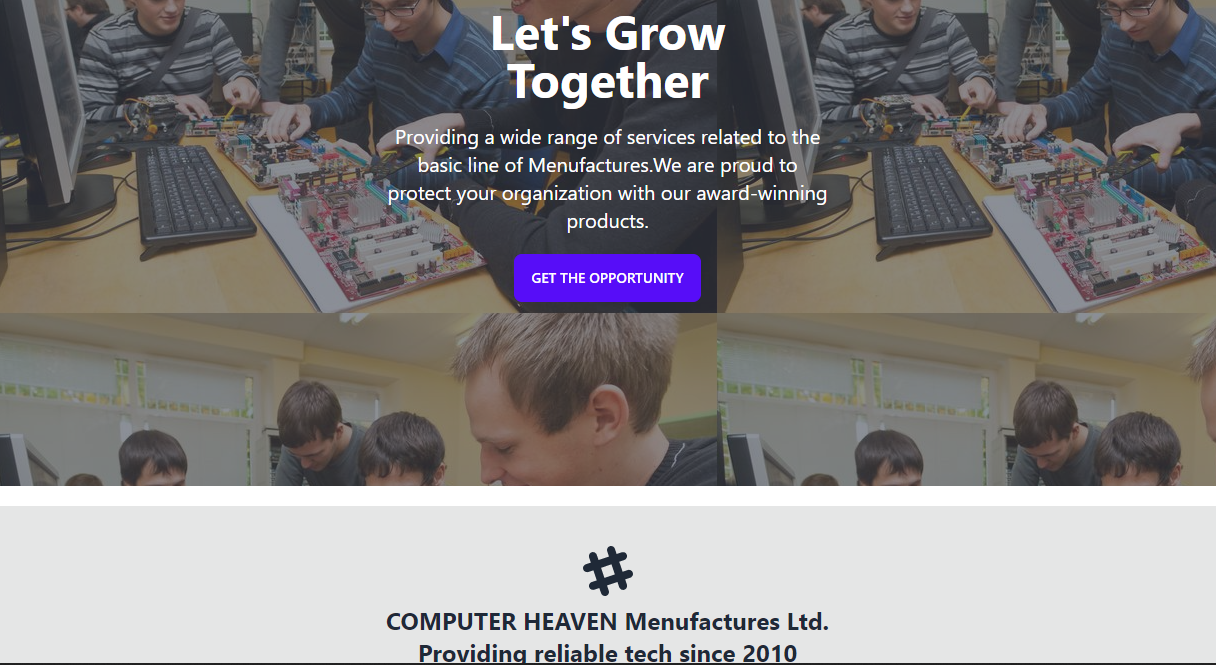 Let's Grow
Together
Providing a wide range of services related to the
basic line of Menufactures.We are proud to
protect your organization with our award-winning
products.
GET THE OPPORTUNITY
COMPUTER HEAVEN Menufactures Ltd.
Providing reliable tech since 2010